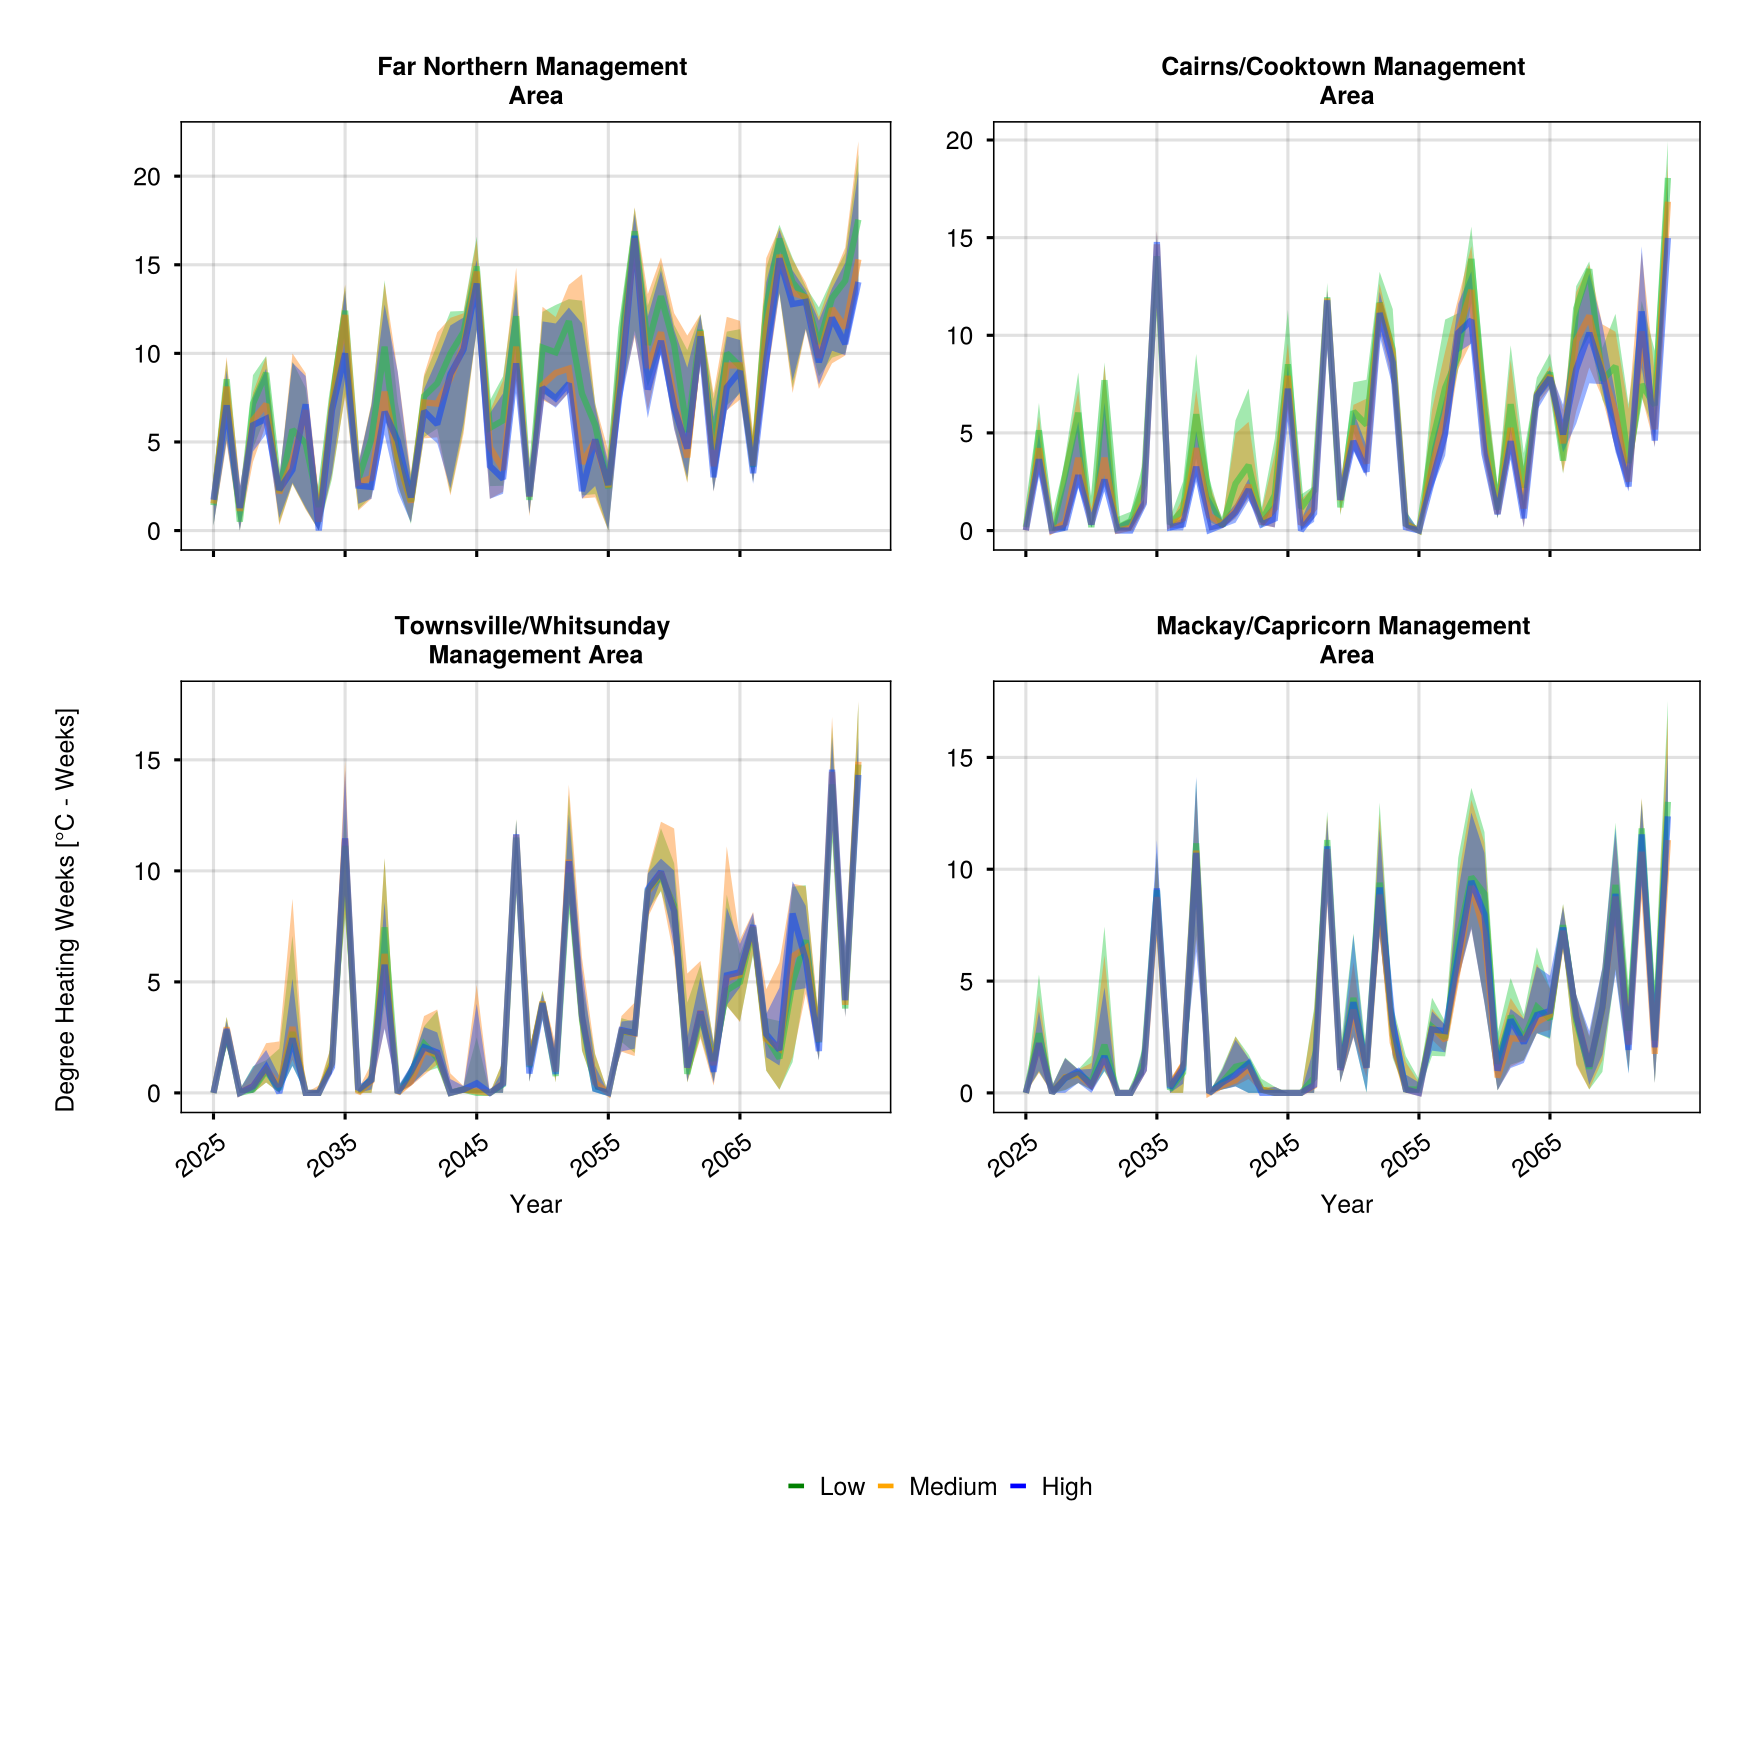 Far Northern Management
Area
Cairns/Cooktown Management
Area
20
15
10
5
0
20
15
10
5
0
Townsville/Whitsunday
Management Area
Mackay/Capricorn Management
Area
Degree Heating Weeks [°C - Weeks]
15
10
5
0
15
10
5
0
2025 2035 2045 2055 2065
2025 2035 2045 2055 2065
Year
Year
Low Medium High